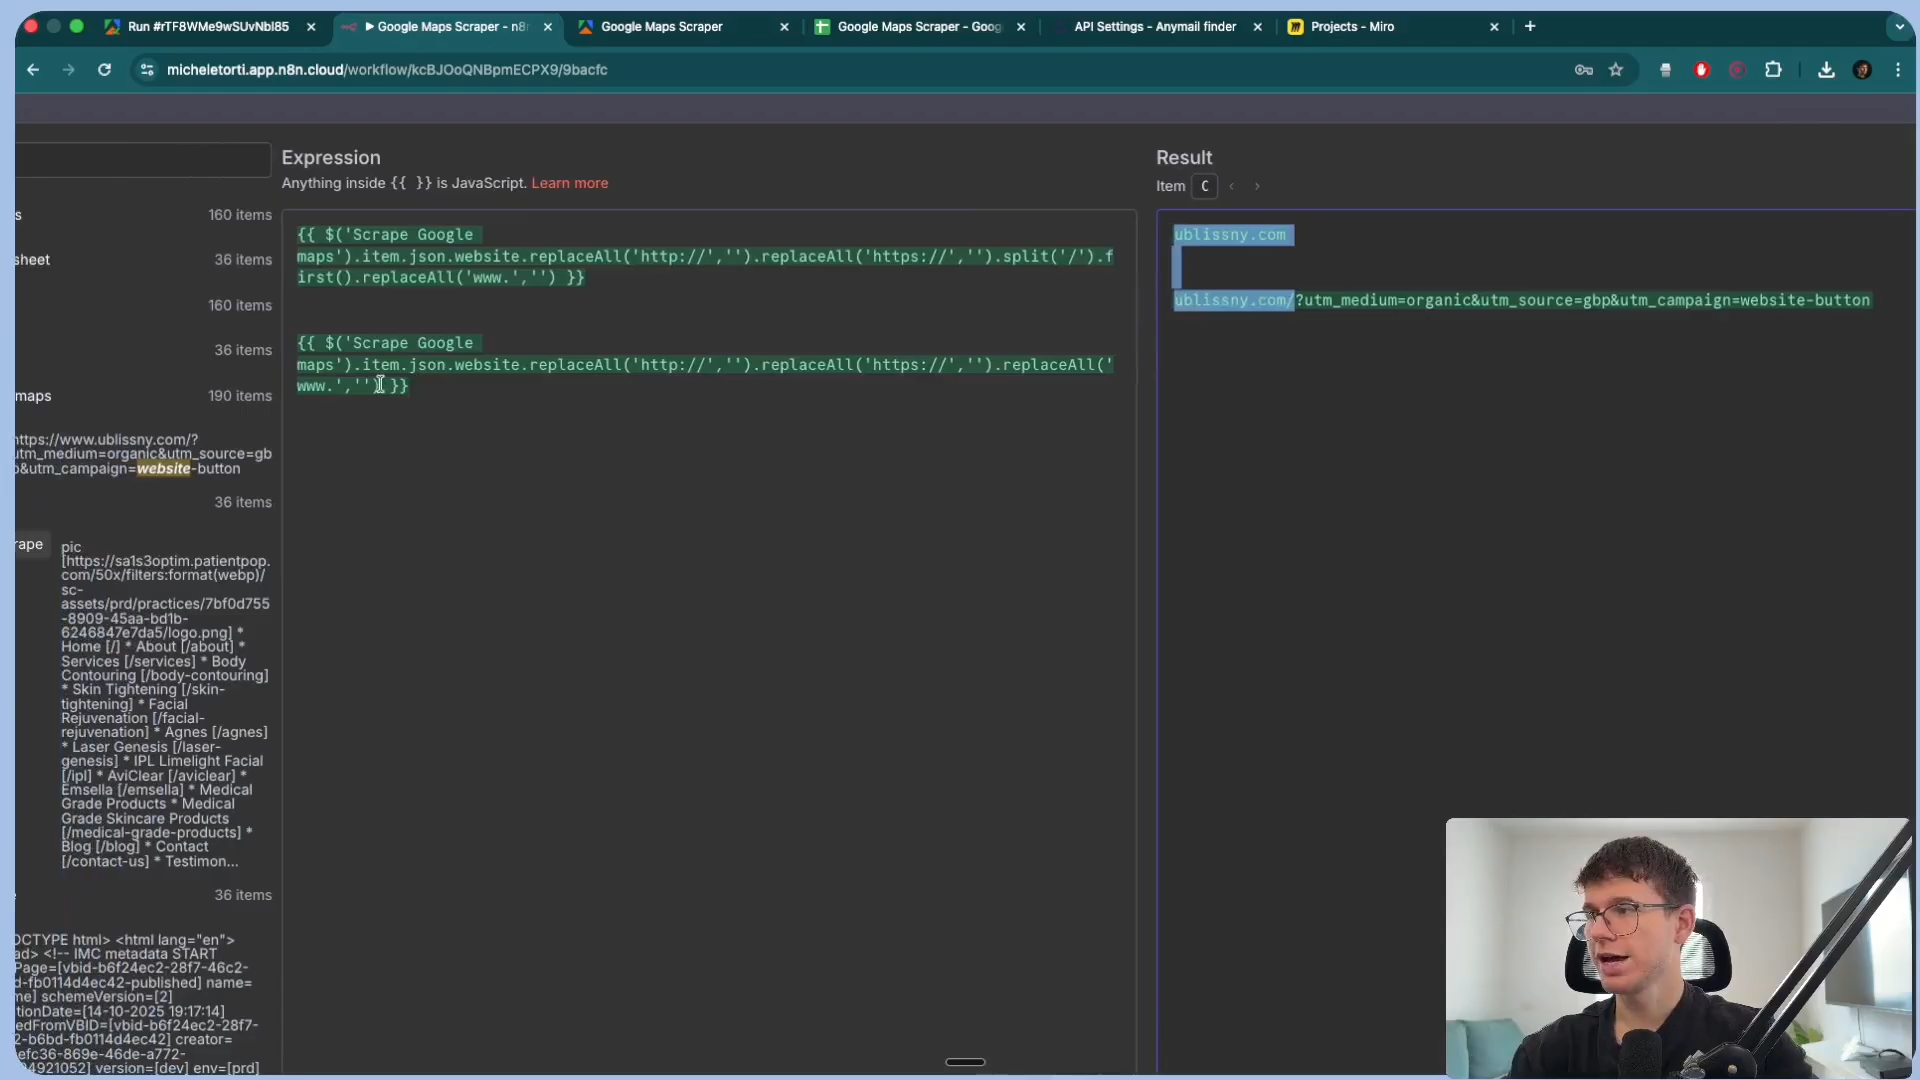 Run #rTF8WMe9wSUvNbl85
Google Maps Scraper - n8n
Google Maps Scraper
Google Maps Scraper - Goog
API Settings - Anymail finder
Projects - Miro
micheletorti.app.n8n.cloud/workflow/kcBJOoQNBpmECPX9/9bacfc
s
160 items
sheet
36 items
160 items
36 items
maps
190 items
https://www.ublissny.com/?
utm_medium=organic&utm_source=gb
p&utm_campaign=website-button
36 items
rape
pic
[https://sa1s3optim.patientpop.
com/50x/filters:format(webp)/
sc-
assets/prd/practices/7bf0d755
-8909-45aa-bd1b-
6246847e7da5/logo.png] *
Home [/] * About [/about] *
Services [/services] * Body
Contouring [/body-contouring]
* Skin Tightening [/skin-
tightening] * Facial
Rejuvenation [/facial-
rejuvenation] * Agnes [/agnes]
* Laser Genesis [/laser-
genesis] * IPL Limelight Facial
[/ipl] * AviClear [/aviclear] *
Emsella [/emsella] * Medical
Grade Products * Medical
Grade Skincare Products
[/medical-grade-products] *
Blog [/blog] * Contact
[/contact-us] * Testimon...
36 items
OCTYPE html> <html lang="en">
ad> <!-- IMC metadata START
Page=[vbid-b6f24ec2-28f7-46c2-
d-fb0114d4ec42-published] name=
me] schemeVersion=[2]
tionDate=[14-10-2025 19:17:14]
edFromVBID=[vbid-b6f24ec2-28f7-
2-b6bd-fb0114d4ec42] creator=
efc36-869e-46de-a772-
04921052] version=[dev] env=[prd]
Expression
Anything inside {{ }} is JavaScript. Learn more
{{ $('Scrape Google
maps').item.json.website.replaceAll('http://','').replaceAll('https://','').split('/').f
irst().replaceAll('www.','') }}
{{ $('Scrape Google
maps').item.json.website.replaceAll('http://','').replaceAll('https://','').replaceAll('
www.','') }}
Result
Item C
ublissny.com
ublissny.com/?utm_medium=organic&utm_source=gbp&utm_campaign=website-button